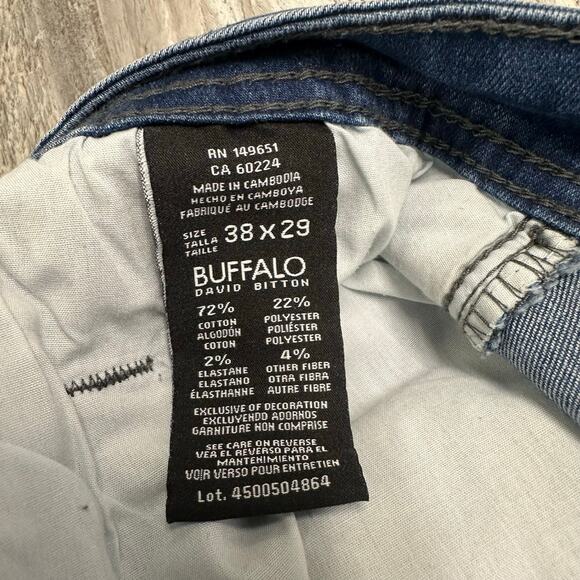 RN 149651
CA 60224
MADE IN CAMBODIA
HECHO EN CAMBOYA
FABRIQUÉ AU CAMBODGE
SIZE
TALLA 38 X 29
TAILLE
BUFFALO
DAVID BITTON
72% 22%
COTTON POLYESTER
ALGODÓN POLIÉSTER
COTON POLYESTER
2% 4%
ELASTANE OTHER FIBER
ELASTANO OTRA FIBRA
ÉLASTHANNE AUTRE FIBRE
EXCLUSIVE OF DECORATION
EXCLUYENDO ADORNOS
GARNITURE NON COMPRISE
SEE CARE ON REVERSE
VEA EL REVERSO PARA EL
MANTENIMIENTO
VOIR VERSO POUR ENTRETIEN
Lot. 4500504864